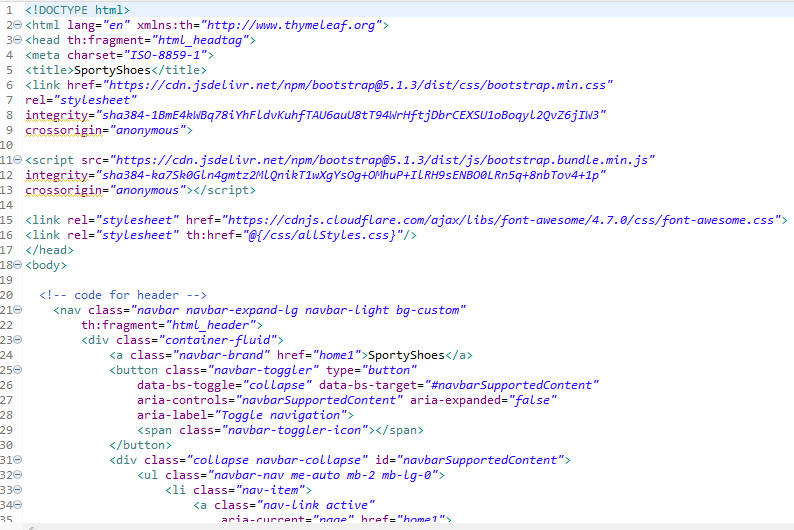 1 <!DOCTYPE html>
2 <html lang="en" xmlns:th="http://www.thymeleaf.org">
3 <head th:fragment="html_headtag">
4 <meta charset="ISO-8859-1">
5 <title>SportyShoes</title>
6 <link href="https://cdn.jsdelivr.net/npm/bootstrap@5.1.3/dist/css/bootstrap.min.css"
7 rel="stylesheet"
8 integrity="sha384-1BmE4kWBq78iYhFldvKuhfTAU6auU8tT94WrHftjDbrCEXSU1oBoqyl2QvZ6jIW3"
9 crossorigin="anonymous">
10
11 <script src="https://cdn.jsdelivr.net/npm/bootstrap@5.1.3/dist/js/bootstrap.bundle.min.js"
12 integrity="sha384-ka7Sk0Gln4gmtz2MlQnikT1wXgYsOg+OMhuP+IlRH9sENBO0LRn5q+8nbTov4+1p"
13 crossorigin="anonymous"></script>
14
15 <link rel="stylesheet" href="https://cdnjs.cloudflare.com/ajax/libs/font-awesome/4.7.0/css/font-awesome.css">
16 <link rel="stylesheet" th:href="@{/css/allStyles.css}"/>
17 </head>
18 <body>
19
20 <!-- code for header -->
21 <nav class="navbar navbar-expand-lg navbar-light bg-custom"
22 th:fragment="html_header">
23 <div class="container-fluid">
24 <a class="navbar-brand" href="home1">SportyShoes</a>
25 <button class="navbar-toggler" type="button"
26 data-bs-toggle="collapse" data-bs-target="#navbarSupportedContent"
27 aria-controls="navbarSupportedContent" aria-expanded="false"
28 aria-label="Toggle navigation">
29 <span class="navbar-toggler-icon"></span>
30 </button>
31 <div class="collapse navbar-collapse" id="navbarSupportedContent">
32 <ul class="navbar-nav me-auto mb-2 mb-lg-0">
33 <li class="nav-item">
34 <a class="nav-link active"
35 aria-current="page" href="home1">